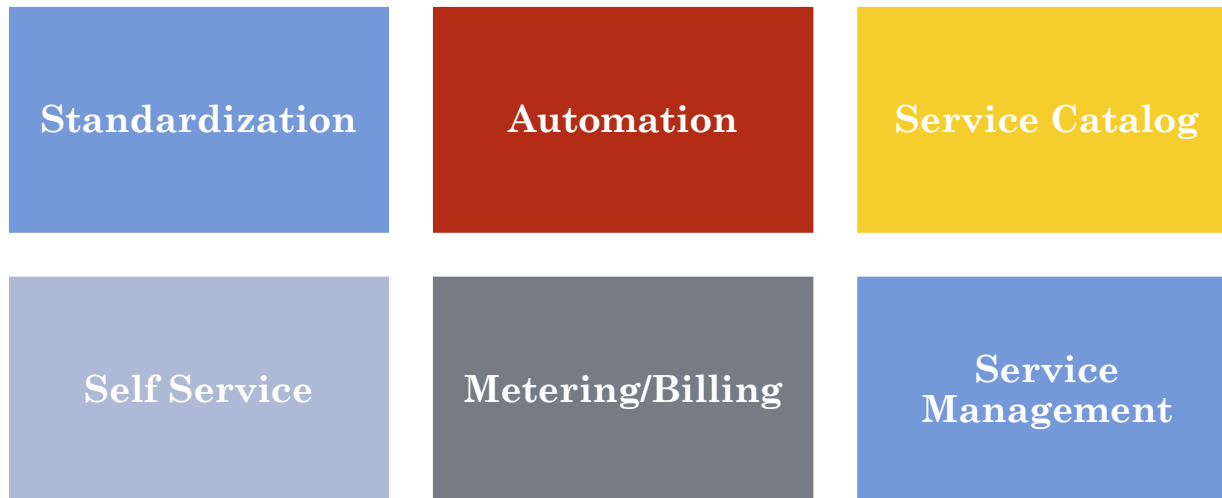 Standardization
Automation
Service Catalog
Self Service
Metering/Billing
Service
Management